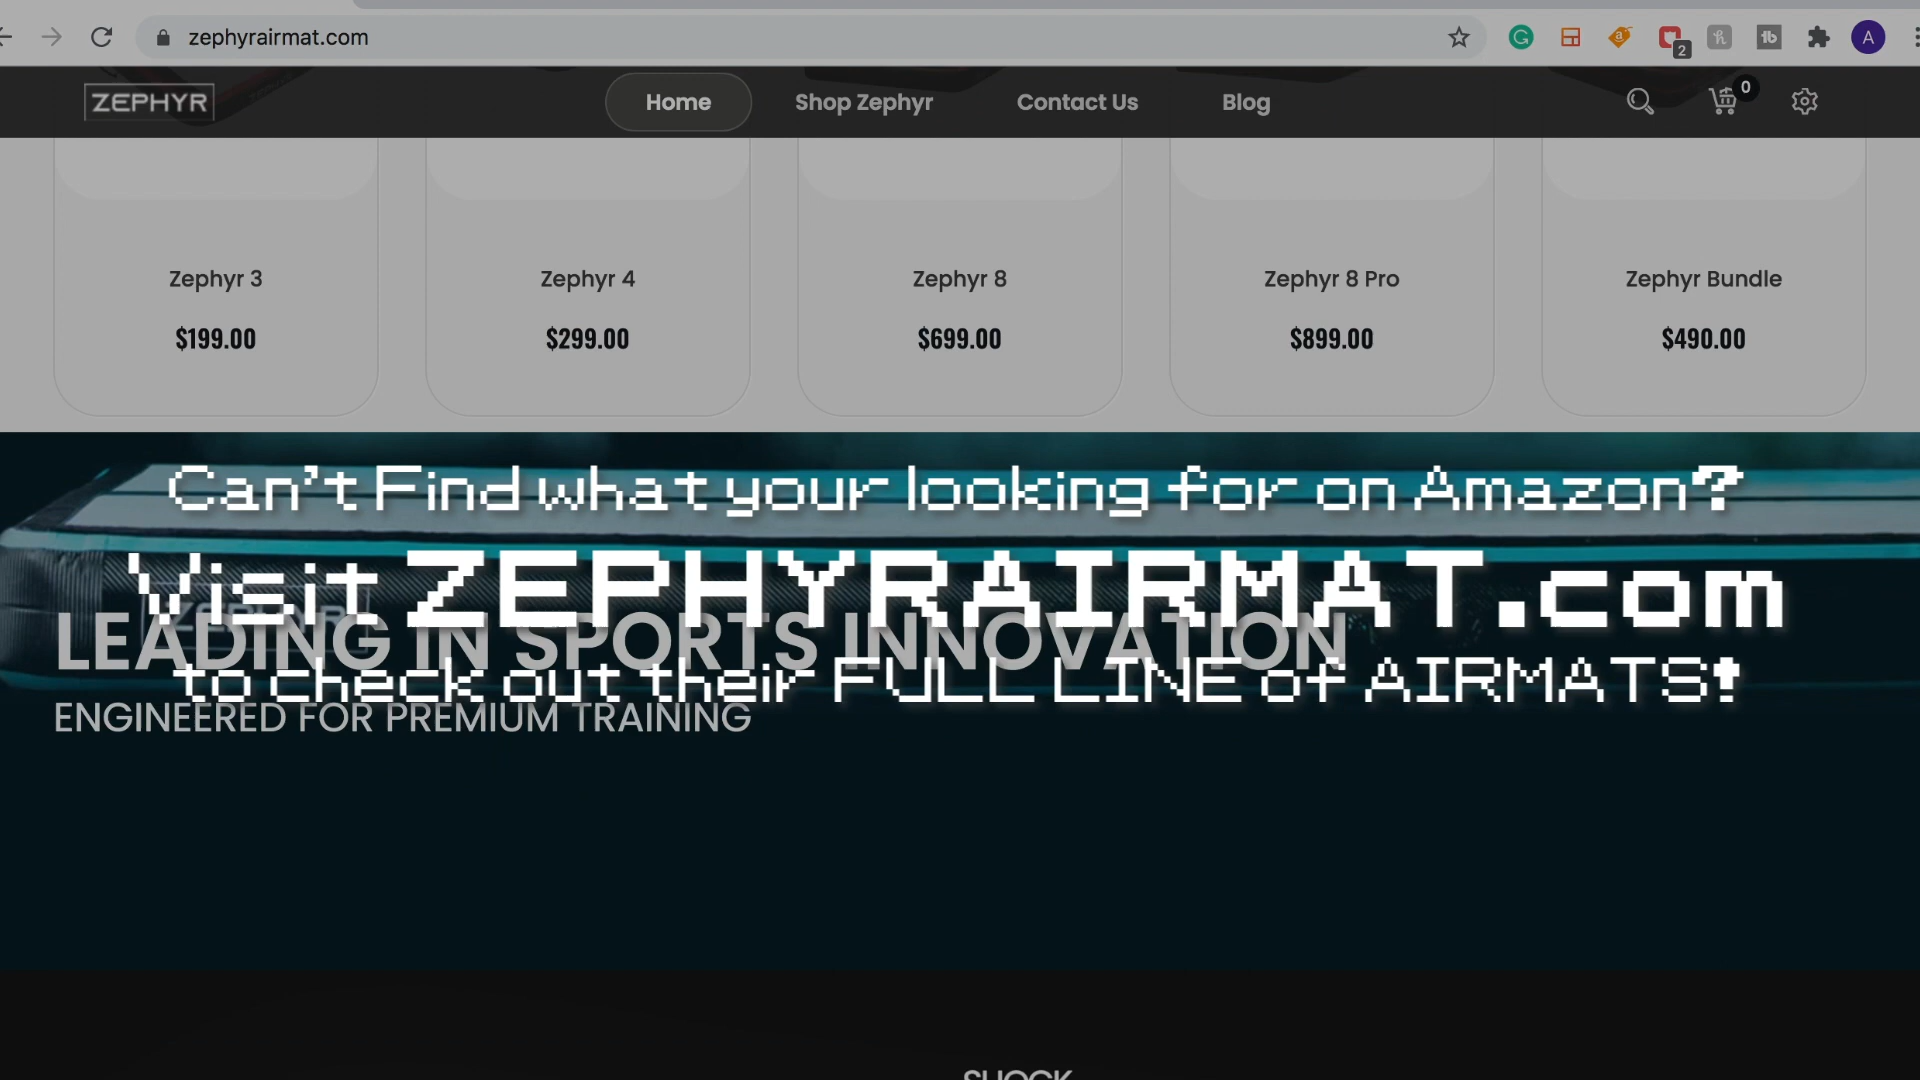 zephyrairmat.com
2
A
ZEPHYR
Home
Shop Zephyr
Contact Us
Blog
0
Zephyr 3
Zephyr 4
Zephyr 8
Zephyr 8 Pro
Zephyr Bundle
$199.00
$299.00
$699.00
$899.00
$490.00
Can't Find what your looking for on Amazon?
Visit ZEPHYRAIRMAT.com
LEADING IN SPORTS INNOVATION
to check out their FULL LINE of AIRMATS!
ENGINEERED FOR PREMIUM TRAINING
SHOCK